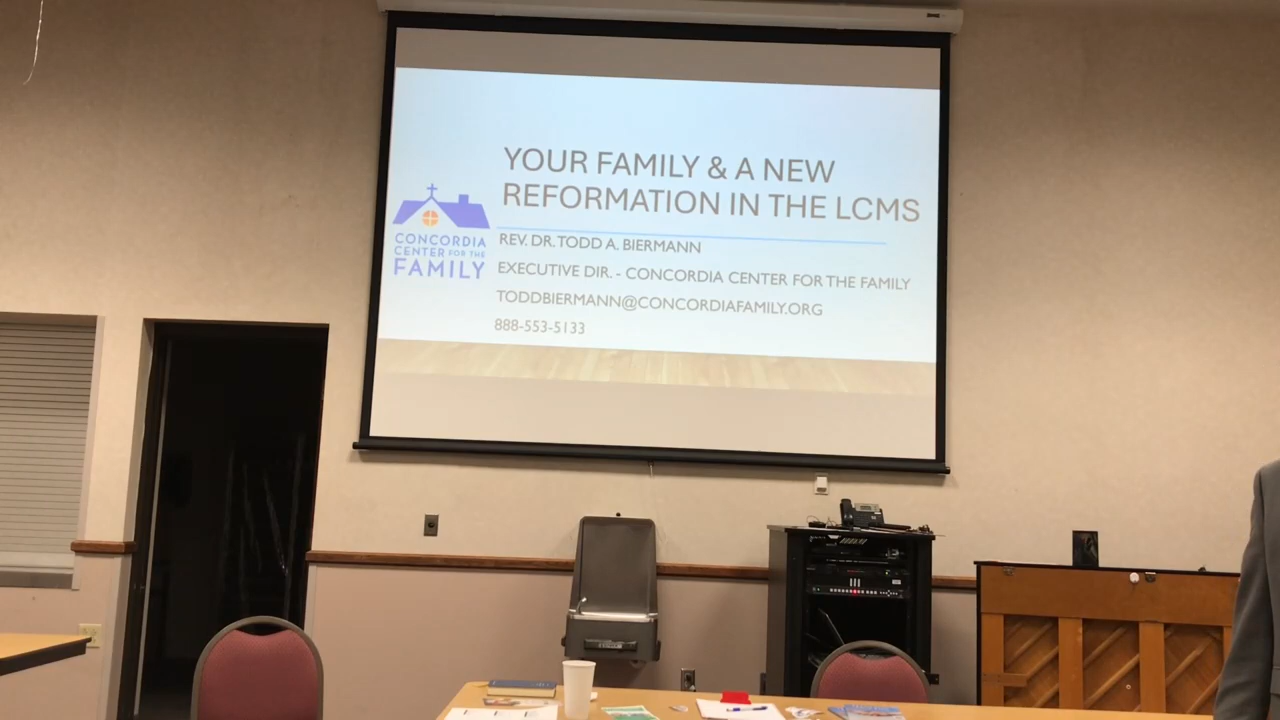 YOUR FAMILY & A NEW
REFORMATION IN THE LCMS
CONCORDIA
CENTER FOR THE
FAMILY
REV. DR. TODD A. BIERMANN
EXECUTIVE DIR. - CONCORDIA CENTER FOR THE FAMILY
TODDBIERMANN@CONCORDIAFAMILY.ORG
888-553-5133